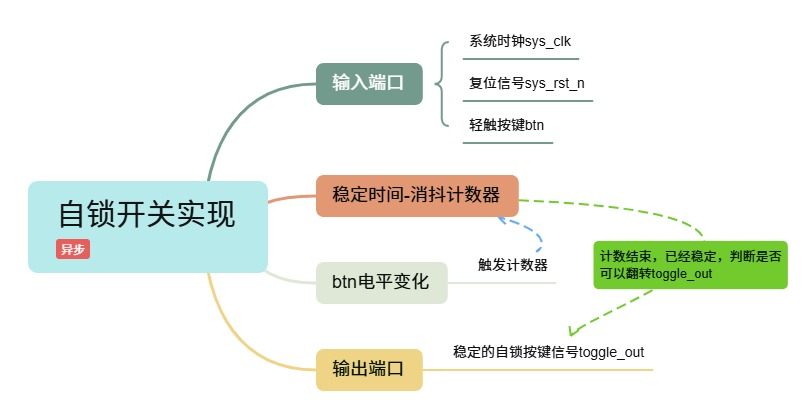 输入端口
系统时钟sys_clk
复位信号sys_rst_n
轻触按键btn
自锁开关实现
异步
稳定时间-消抖计数器
计数结束，已经稳定，判断是否
可以翻转toggle_out
btn电平变化
触发计数器
输出端口
稳定的自锁按键信号toggle_out